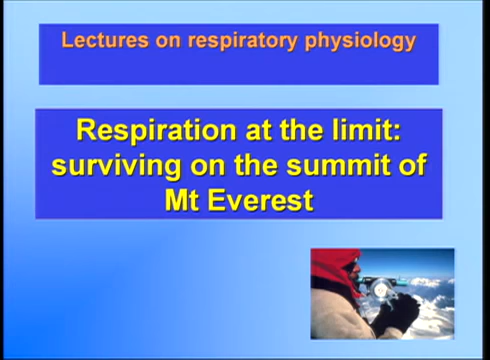 Lectures on respiratory physiology
Respiration at the limit:
surviving on the summit of
Mt Everest